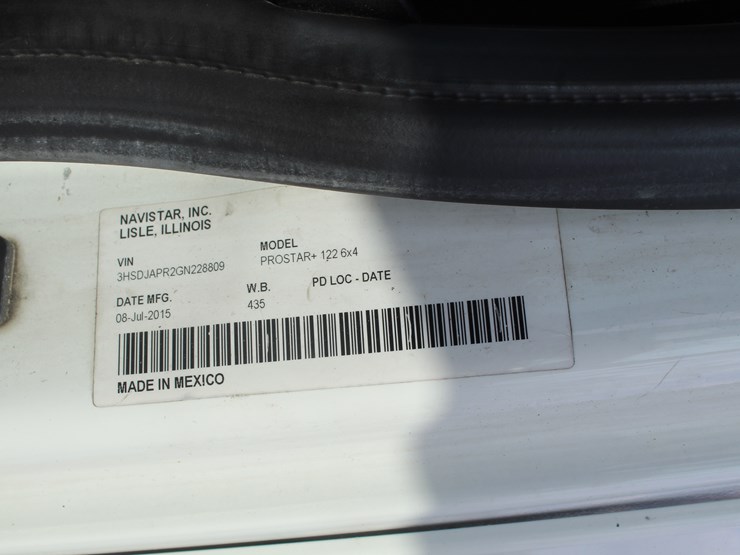 NAVISTAR, INC.
LISLE, ILLINOIS
VIN
3HSDJAPR2GN228809
MODEL
PROSTAR+ 122 6x4
DATE MFG.
08-Jul-2015
W.B.
435
PD LOC - DATE
MADE IN MEXICO